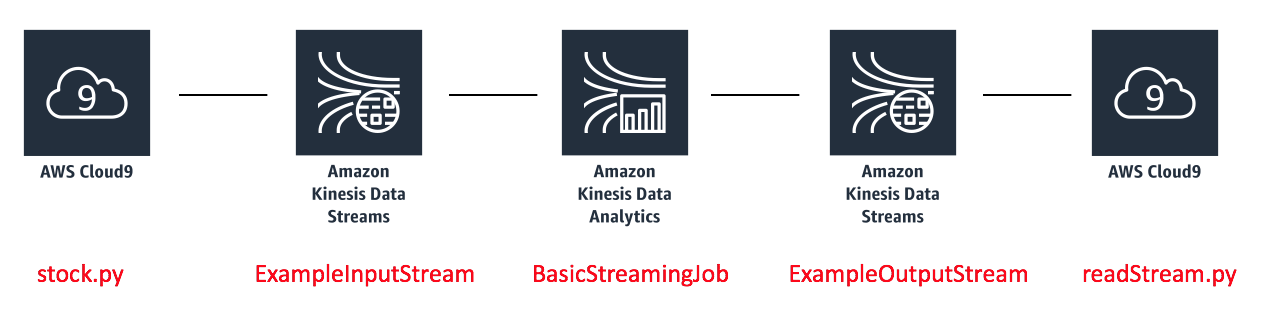 9
AWS Cloud9
stock.py
Amazon
Kinesis Data
Streams
ExampleInputStream
Amazon
Kinesis Data
Analytics
BasicStreamingJob
Amazon
Kinesis Data
Streams
ExampleOutputStream
9
AWS Cloud9
readStream.py